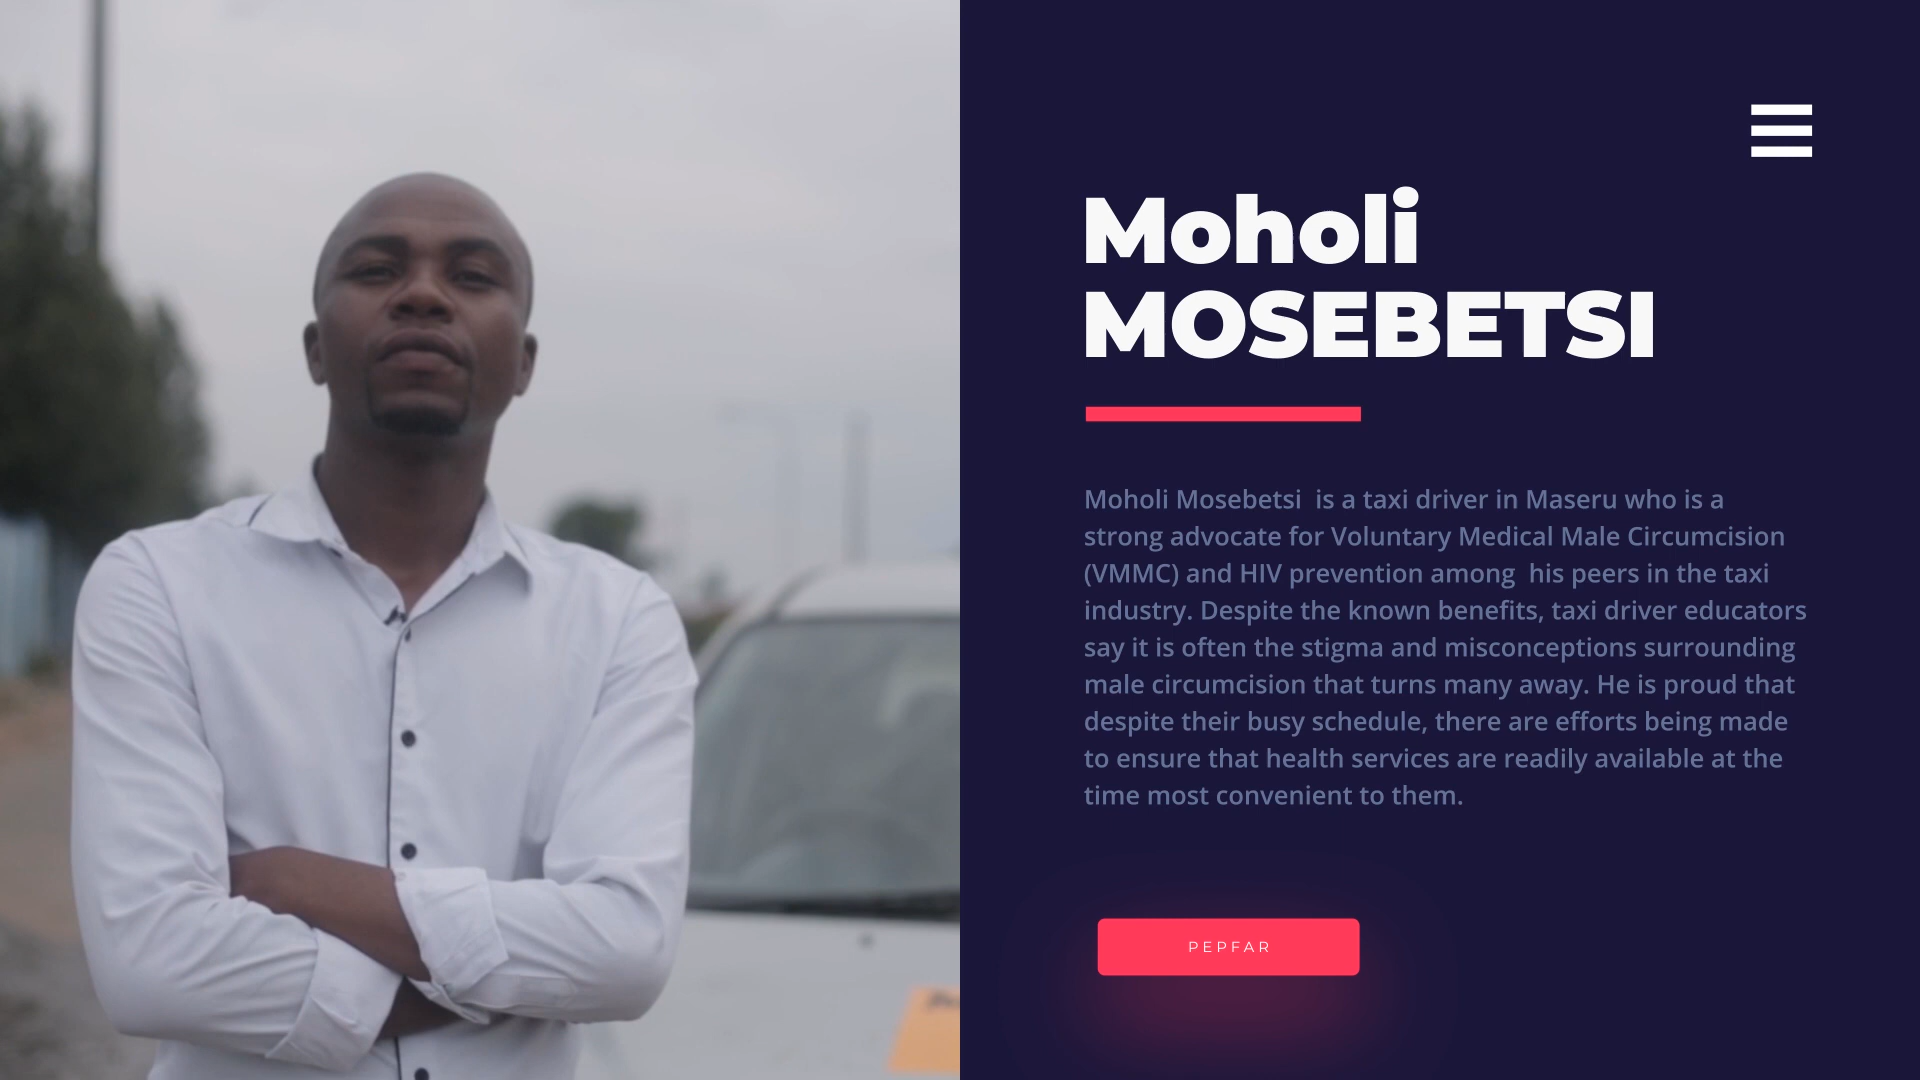 Moholi
MOSEBETSI
Moholi Mosebetsi  is a taxi driver in Maseru who is a
strong advocate for Voluntary Medical Male Circumcision
(VMMC) and HIV prevention among  his peers in the taxi
industry. Despite the known benefits, taxi driver educators
say it is often the stigma and misconceptions surrounding
male circumcision that turns many away. He is proud that
despite their busy schedule, there are efforts being made
to ensure that health services are readily available at the
time most convenient to them.
PEPFAR